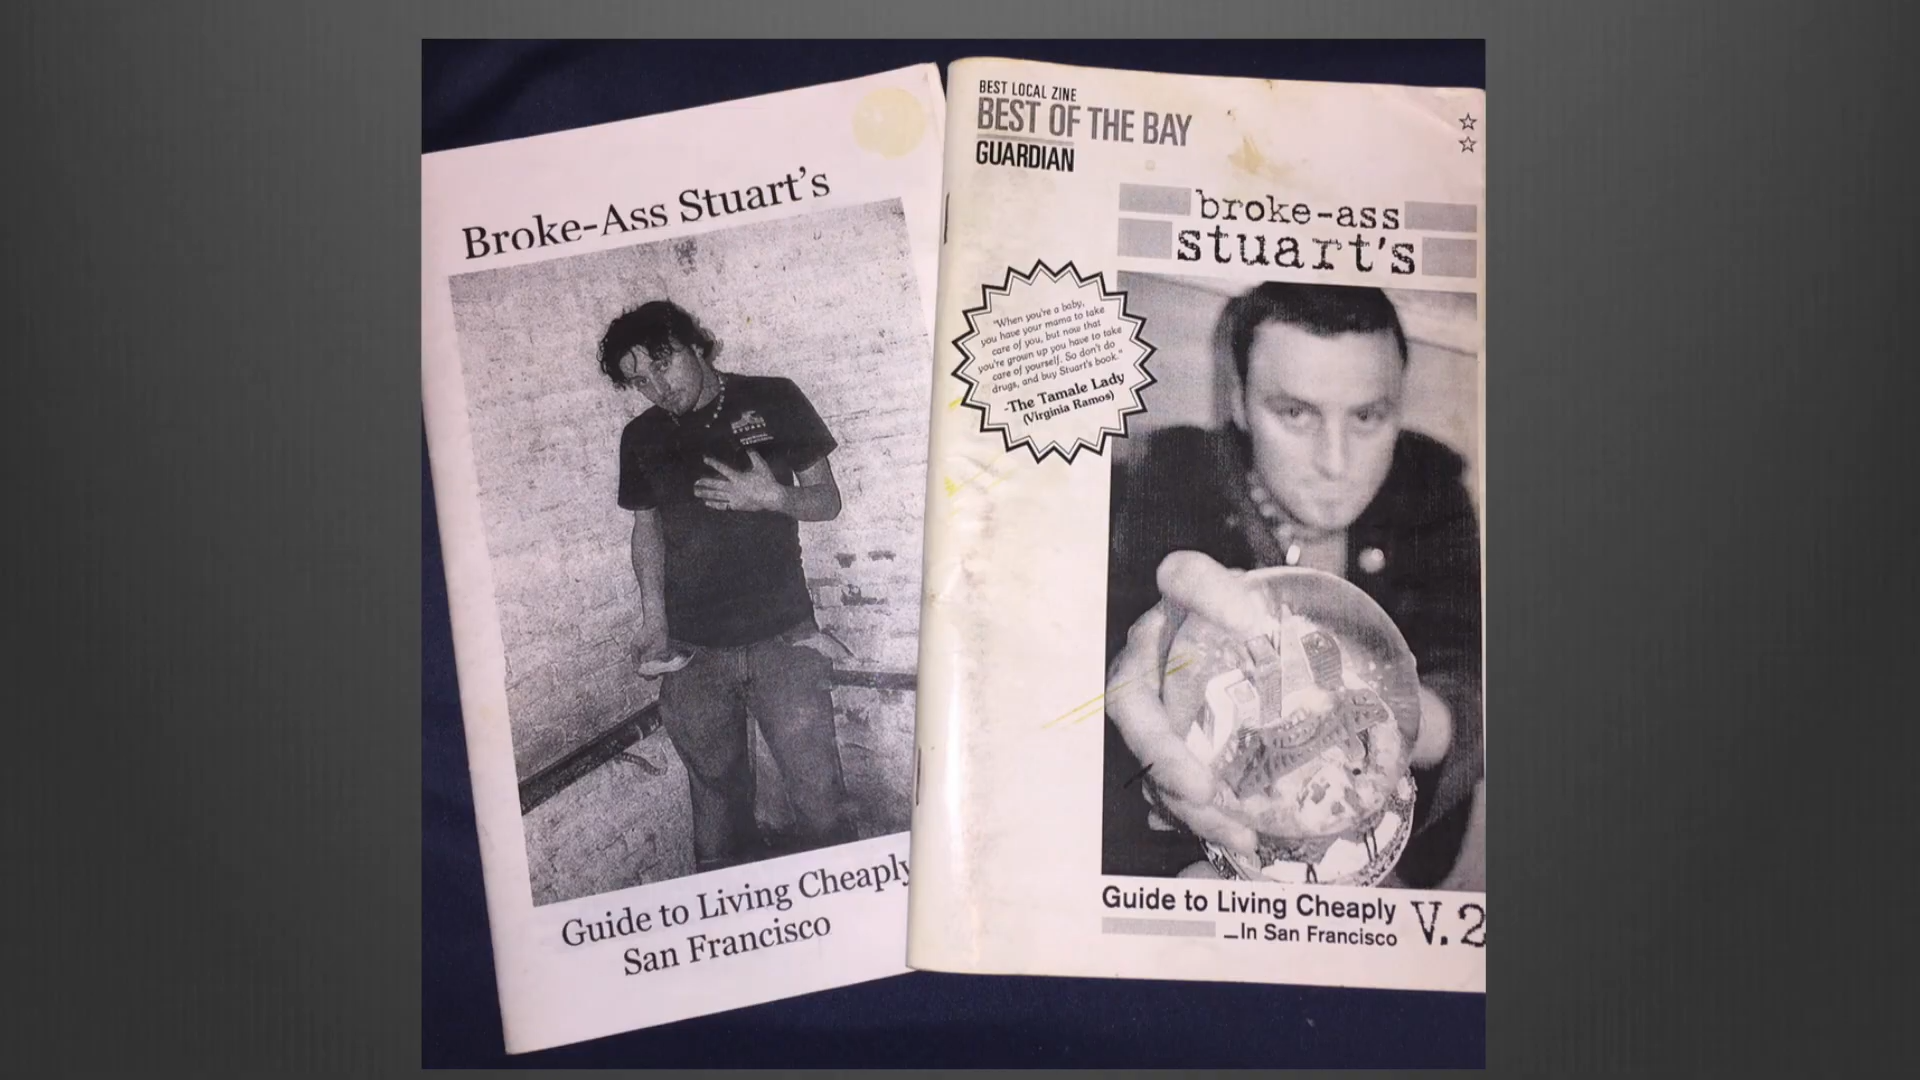 Broke-Ass Stuart's
Guide to Living Cheaply
San Francisco
BEST LOCAL ZINE
BEST OF THE BAY
GUARDIAN
broke-ass
stuart's
"When you're a baby,
you have your mama to take
care of you, but now that
you're grown up you have to take
care of yourself. So don't do
drugs, and buy Stuart's book."
-The Tamale Lady
(Virginia Ramos)
Guide to Living Cheaply
...In San Francisco
V.2